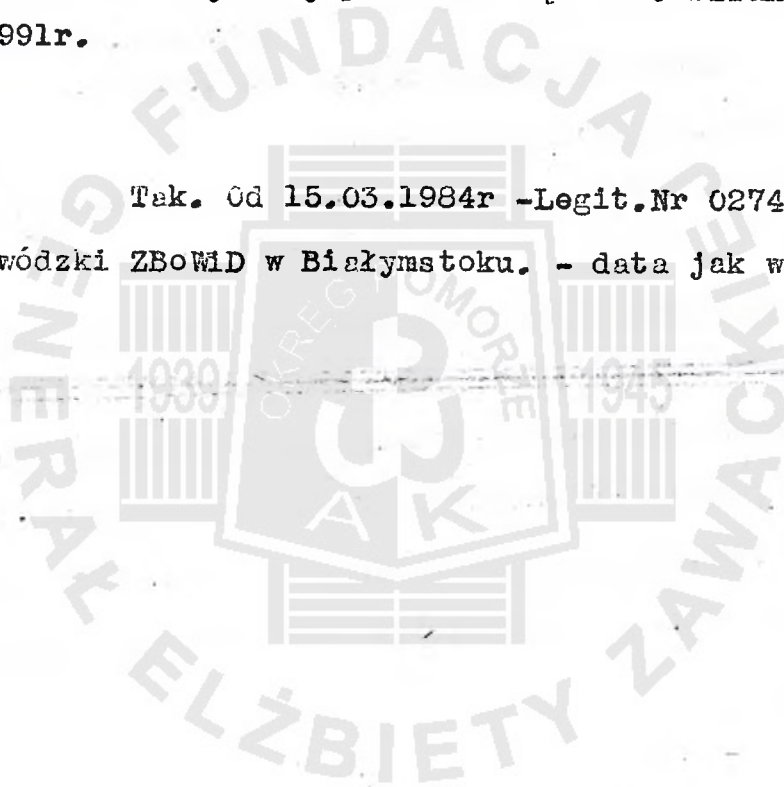 991r.
Tak. Od 15.03.1984r -Legit.Nr 0274
wódzki ZBoWiD w Białymstoku. - data jak w
FUNDACJA GENERAŁ ELŻBIETY ZAWACKIEJ
OKRĘG POMORZE
1939
1945
AK